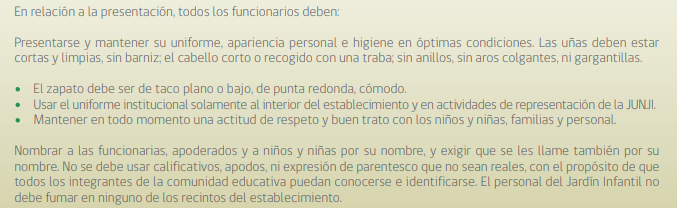 En relación a la presentación, todos los funcionarios deben:
Presentarse y mantener su uniforme, apariencia personal e higiene en óptimas condiciones. Las uñas deben estar
cortas y limpias, sin barniz; el cabello corto o recogido con una traba; sin anillos, sin aros colgantes, ni gargantillas.
• El zapato debe ser de taco plano o bajo, de punta redonda, cómodo.
• Usar el uniforme institucional solamente al interior del establecimiento y en actividades de representación de la JUNJI.
• Mantener en todo momento una actitud de respeto y buen trato con los niños y niñas, familias y personal.
Nombrar a las funcionarias, apoderados y a niños y niñas por su nombre, y exigir que se les llame también por su
nombre. No se debe usar calificativos, apodos, ni expresión de parentesco que no sean reales, con el propósito de que
todos los integrantes de la comunidad educativa puedan conocerse e identificarse. El personal del Jardín Infantil no
debe fumar en ninguno de los recintos del establecimiento.